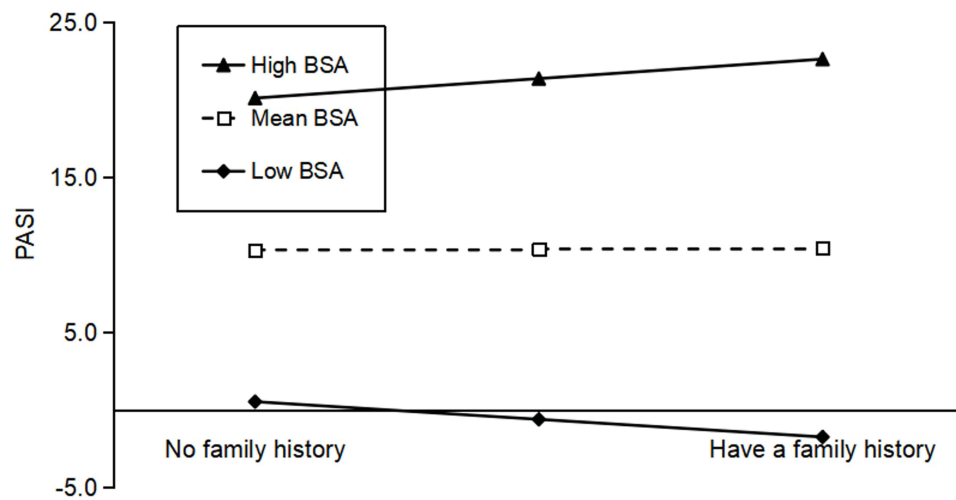 25.0
High BSA
Mean BSA
Low BSA
15.0
PASI
5.0
No family history
Have a family history
-5.0